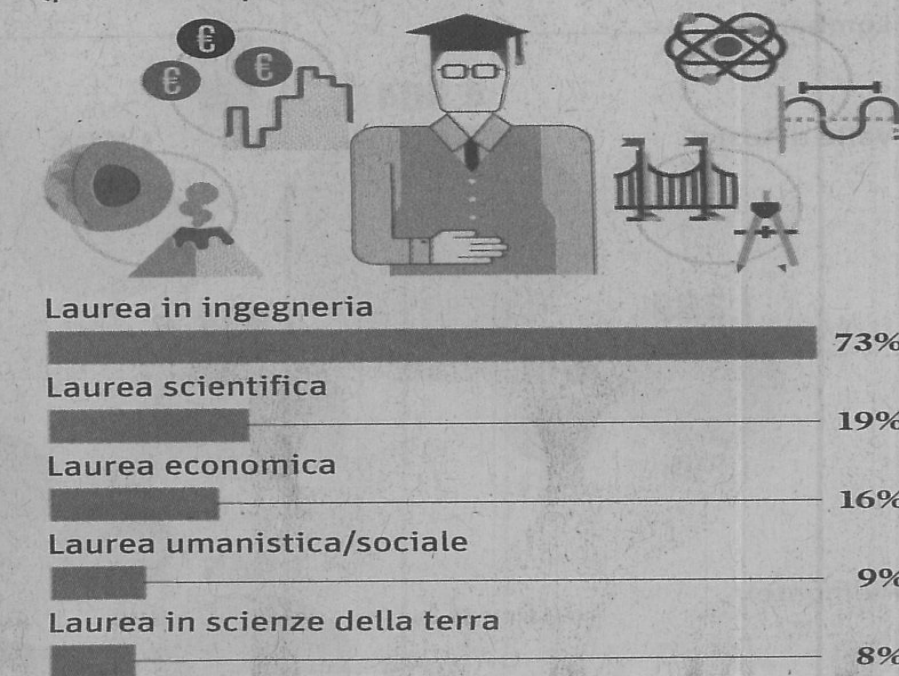 €
€
€
Laurea in ingegneria
73%
Laurea scientifica
19%
Laurea economica
16%
Laurea umanistica/sociale
9%
Laurea in scienze della terra
8%